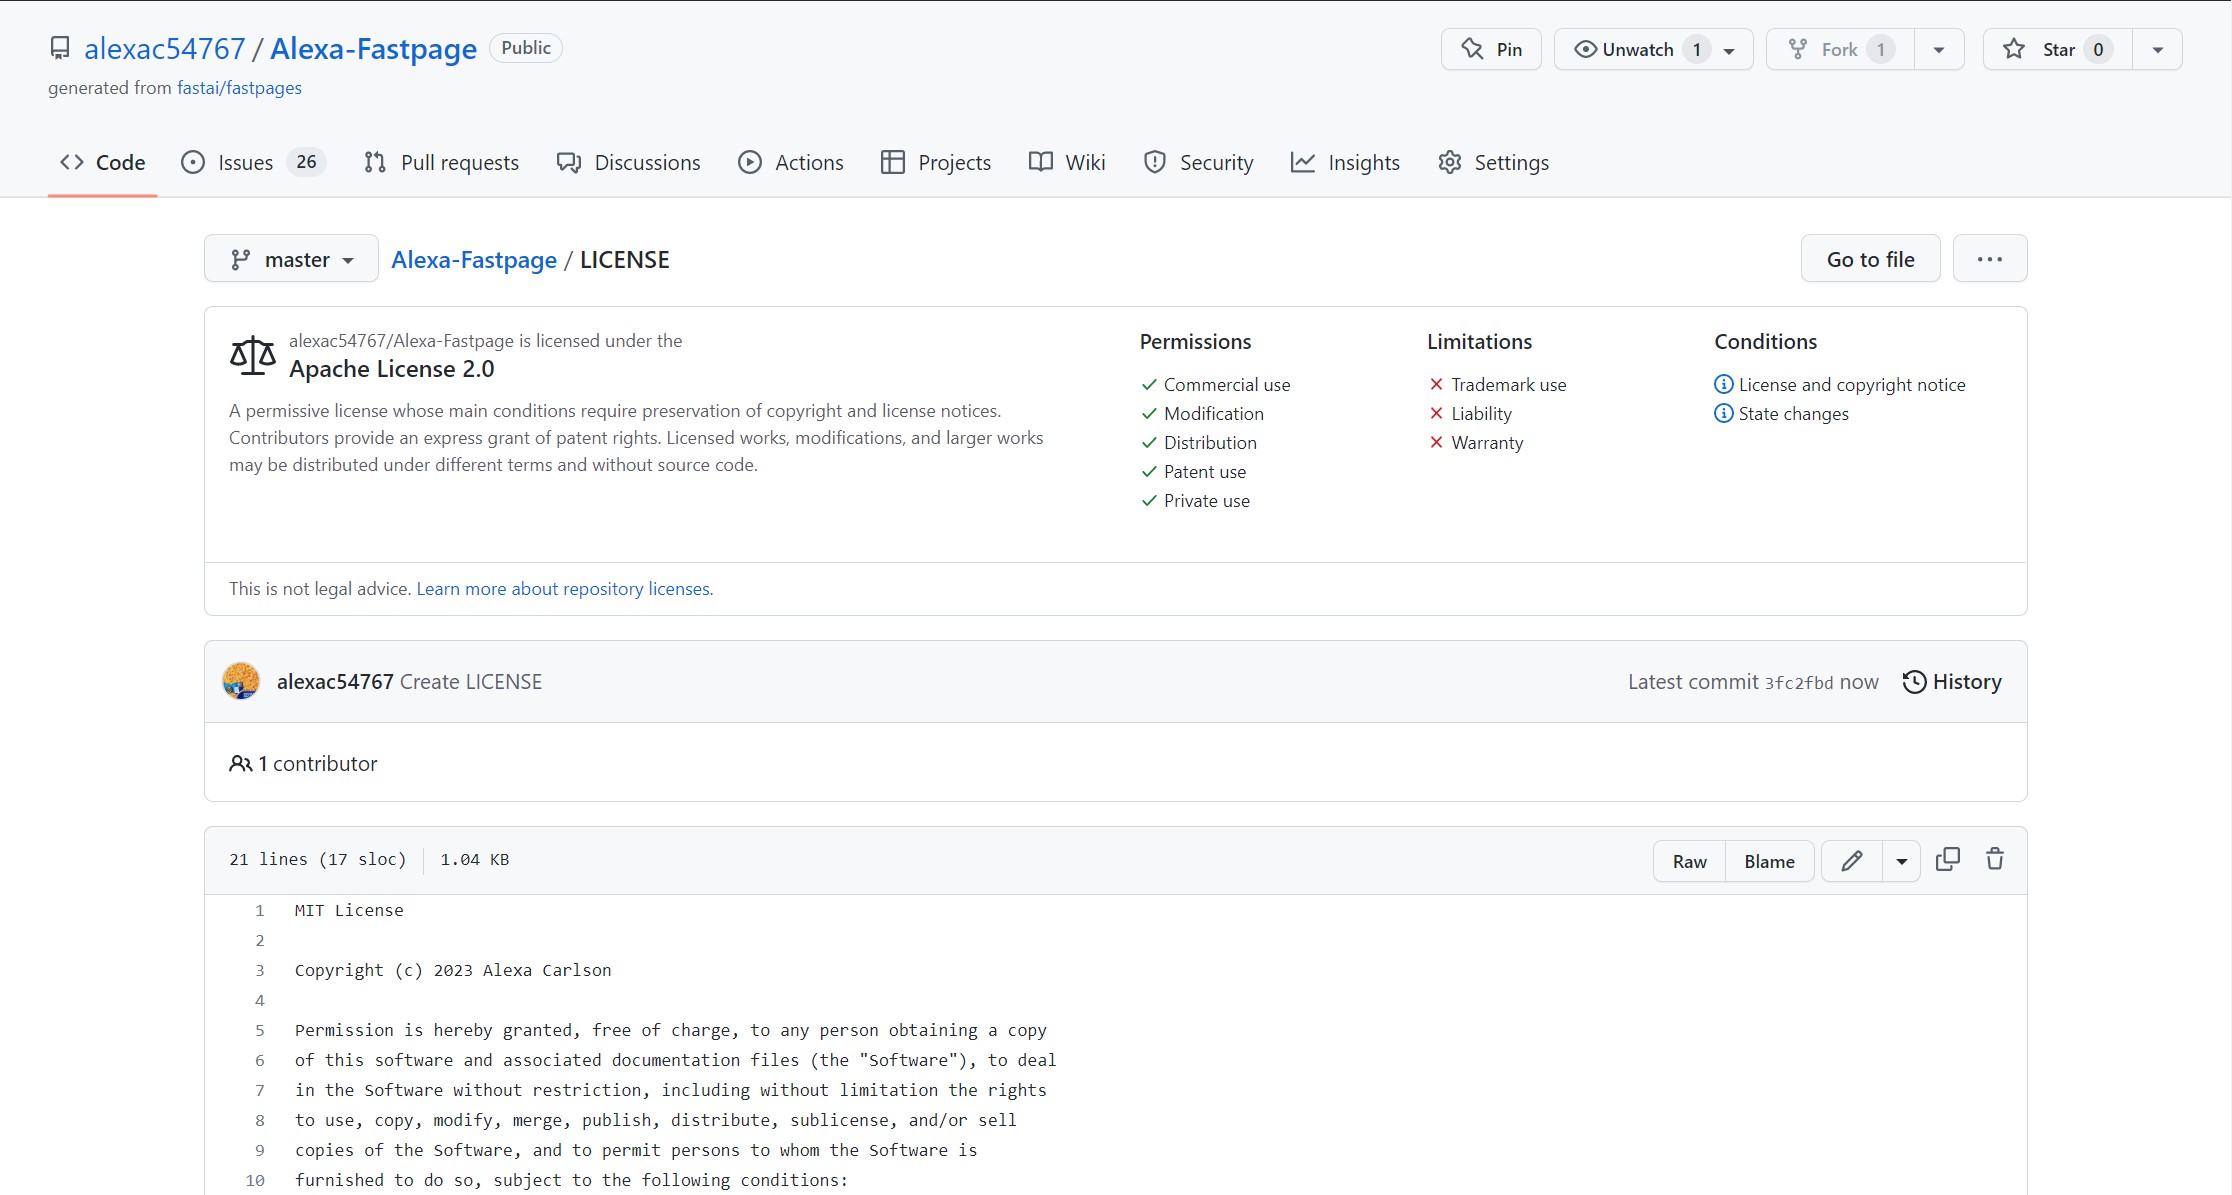 alexac54767 / Alexa-Fastpage Public
Pin
Unwatch 1
Fork 1
Star 0
generated from fastai/fastpages
Code
Issues 26
Pull requests
Discussions
Actions
Projects
Wiki
Security
Insights
Settings
master
Alexa-Fastpage / LICENSE
Go to file
alexac54767/Alexa-Fastpage is licensed under the
Apache License 2.0
A permissive license whose main conditions require preservation of copyright and license notices.
Contributors provide an express grant of patent rights. Licensed works, modifications, and larger works
may be distributed under different terms and without source code.
Permissions
Commercial use
Modification
Distribution
Patent use
Private use
Limitations
Trademark use
Liability
Warranty
Conditions
License and copyright notice
State changes
This is not legal advice. Learn more about repository licenses.
alexac54767 Create LICENSE
Latest commit 3fc2fbd now
History
1 contributor
21 lines (17 sloc) 1.04 KB
Raw
Blame
1 MIT License
2
3 Copyright (c) 2023 Alexa Carlson
4
5 Permission is hereby granted, free of charge, to any person obtaining a copy
6 of this software and associated documentation files (the "Software"), to deal
7 in the Software without restriction, including without limitation the rights
8 to use, copy, modify, merge, publish, distribute, sublicense, and/or sell
9 copies of the Software, and to permit persons to whom the Software is
10 furnished to do so, subject to the following conditions: